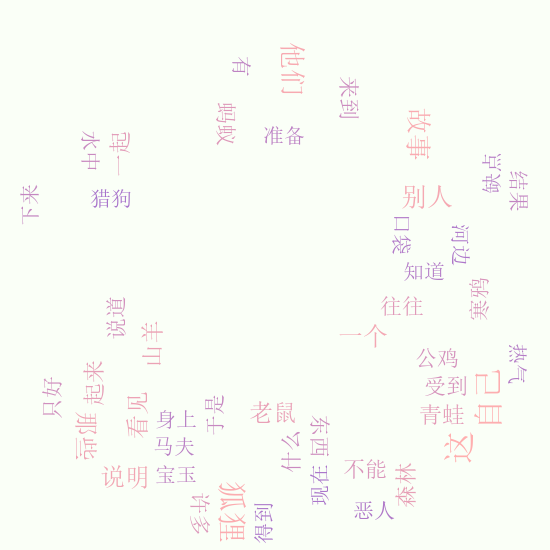 他们
有
来到
蚂蚁
准备
故事
水中
一起
缺点
结果
下来
猎狗
别人
口袋
河边
知道
寒鸦
说道
山羊
往往
一个
公鸡
热气
受到
自己
起来
只好
看见
那些
身上
于是
老鼠
东西
青蛙
这
马夫
什么
说明
宝玉
现在
不能
森林
许多
狐狸
得到
恶人